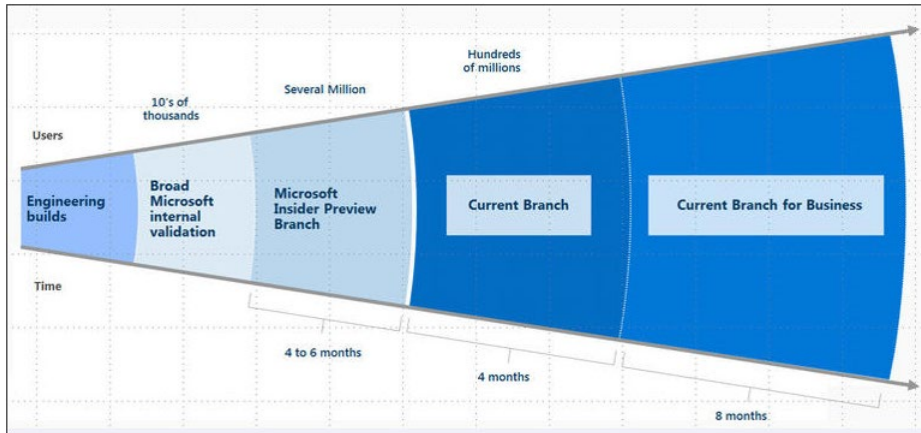 Hundreds
of millions
Several Million
10's of
thousands
Users
Engineering
builds
Broad
Microsoft
internal
validation
Microsoft
Insider Preview
Branch
Current Branch
Current Branch for Business
Time
4 to 6 months
4 months
8 months